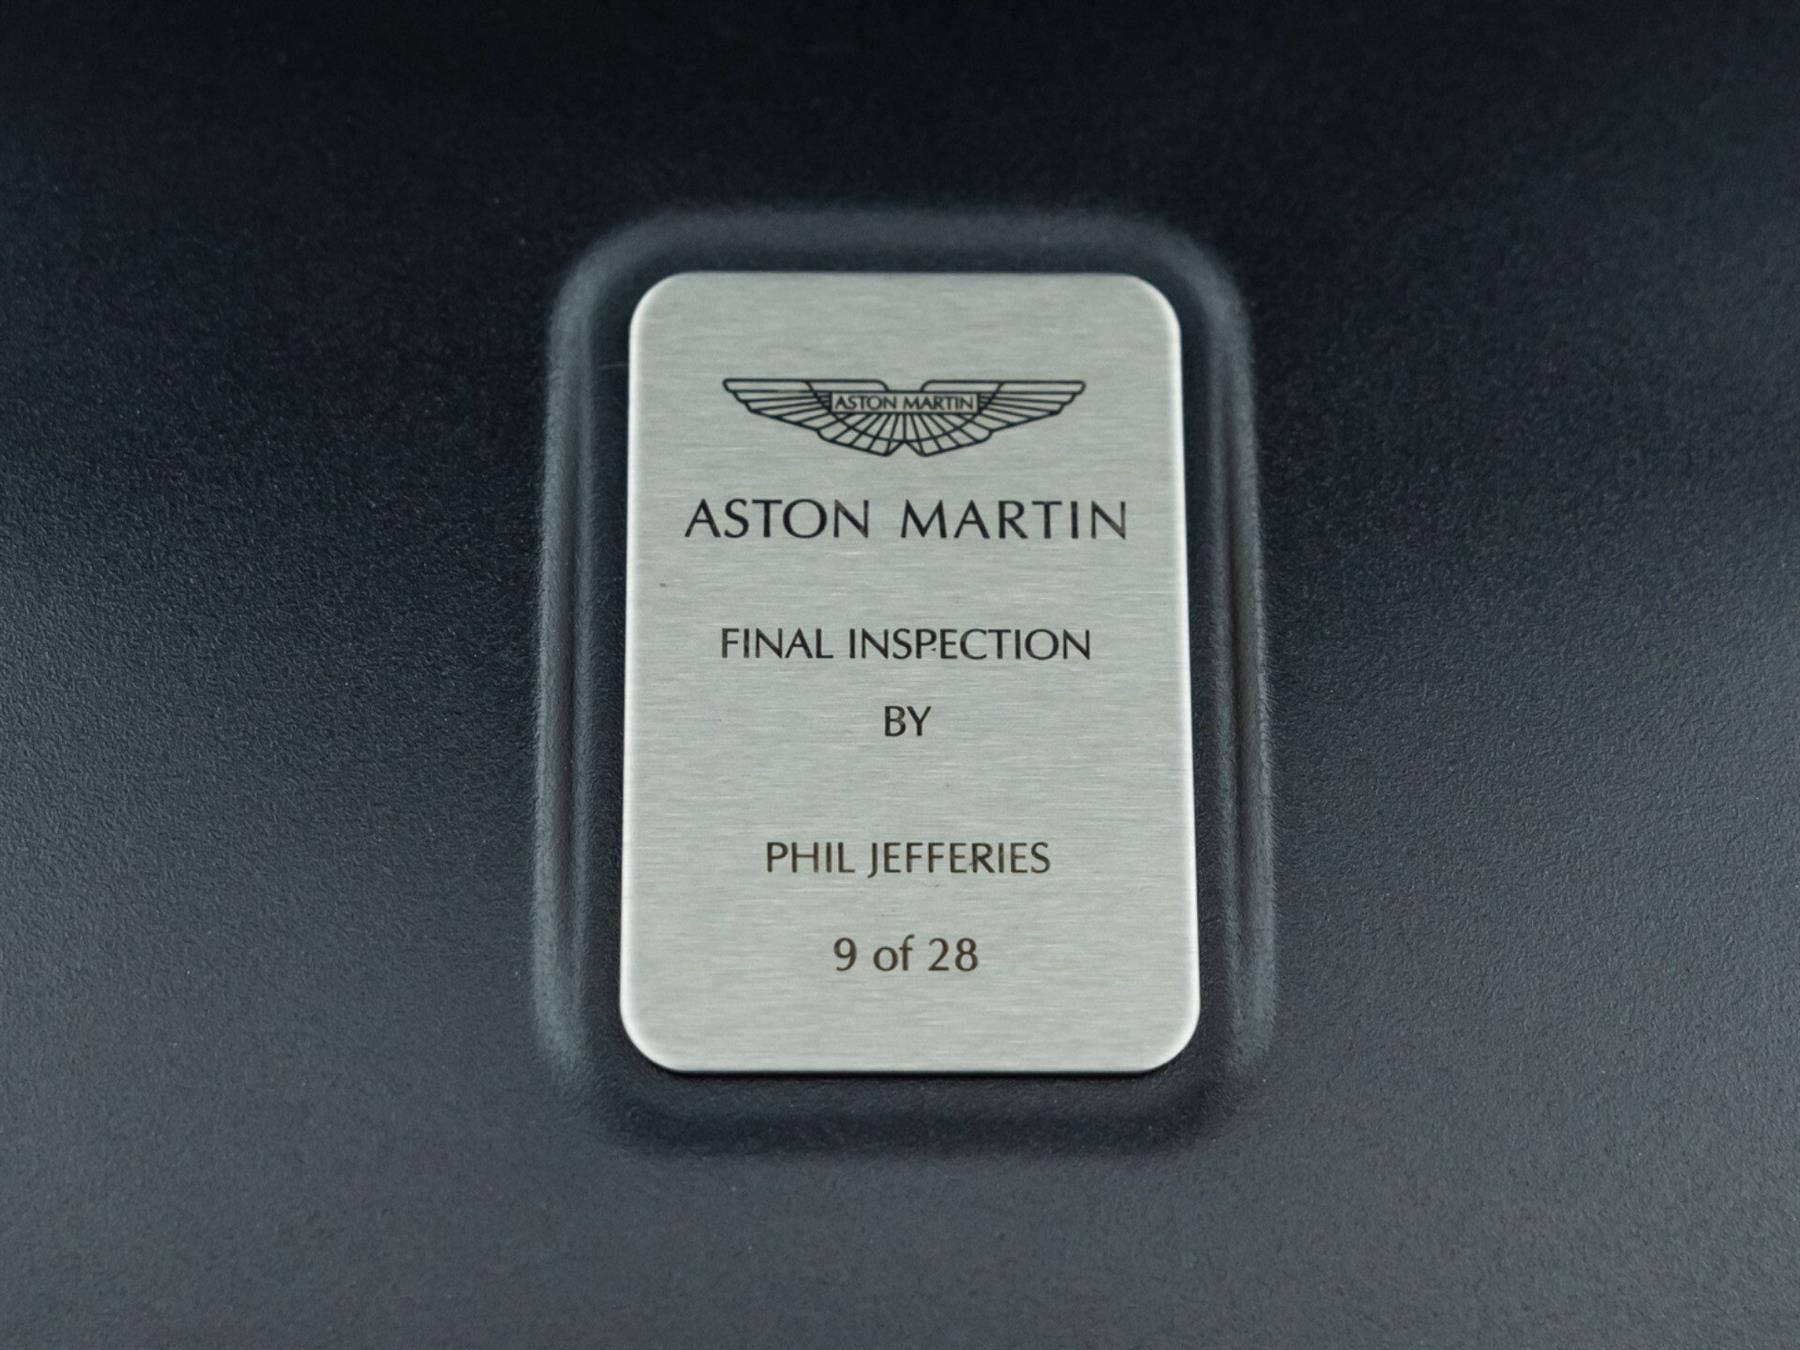 ASTON MARTIN
ASTON MARTIN
FINAL INSPECTION
BY
PHIL JEFFERIES
9 of 28